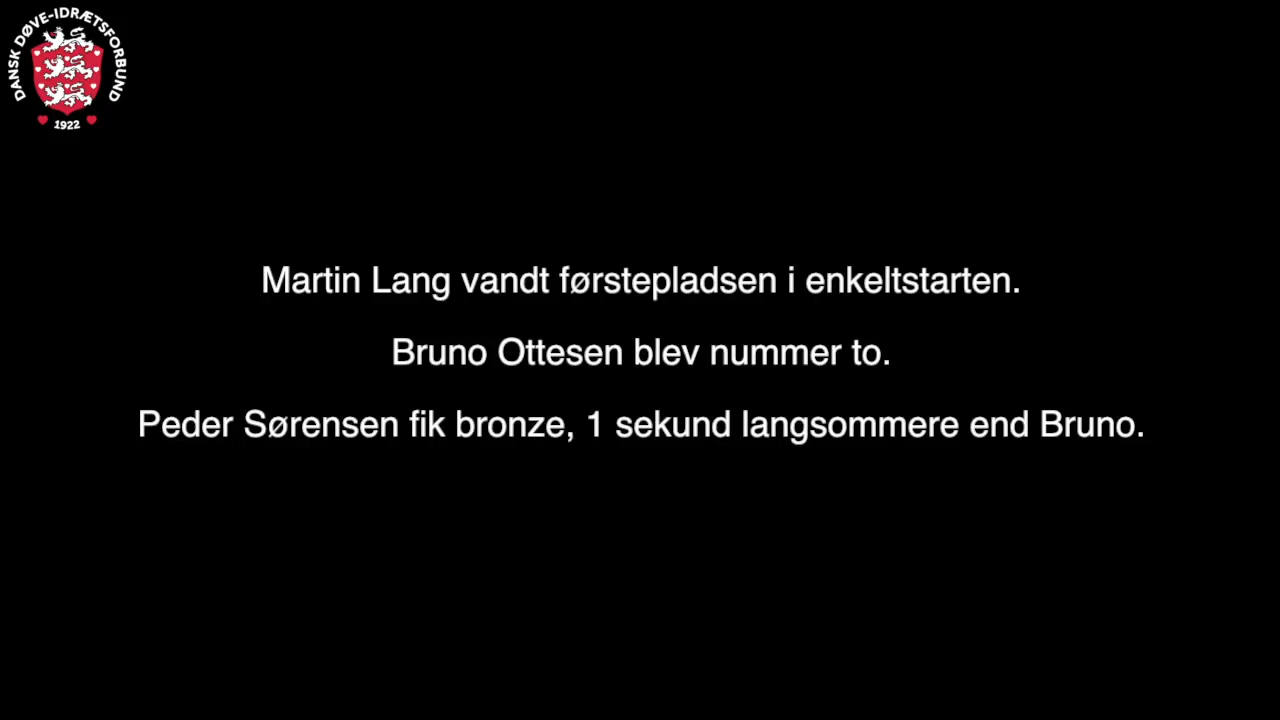 DANSK DØVE-IDRÆTSFORBUND
1922
Martin Lang vandt førstepladsen i enkeltstarten.
Bruno Ottesen blev nummer to.
Peder Sørensen fik bronze, 1 sekund langsommere end Bruno.